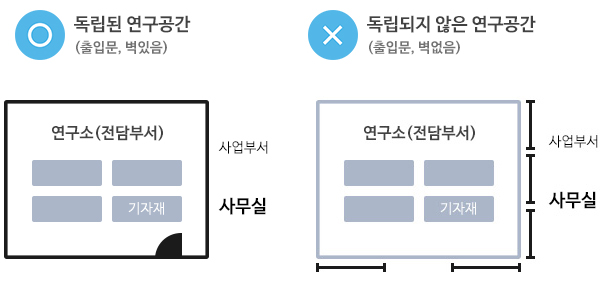 독립된 연구공간
(출입문, 벽있음)
연구소(전담부서)
기자재
사업부서
사무실
독립되지 않은 연구공간
(출입문, 벽없음)
연구소(전담부서)
기자재
사업부서
사무실